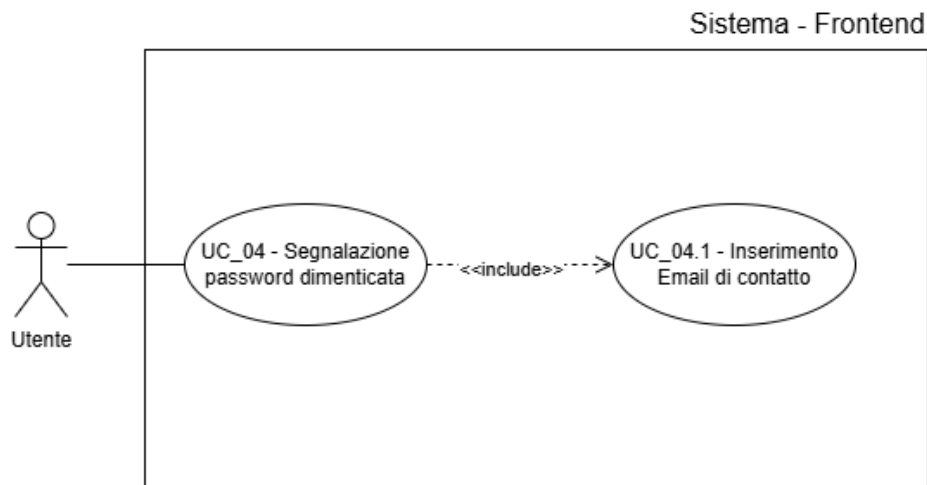 Sistema - Frontend
UC_04 - Segnalazione
password dimenticata
<<include>>
UC_04.1 - Inserimento
Email di contatto
Utente